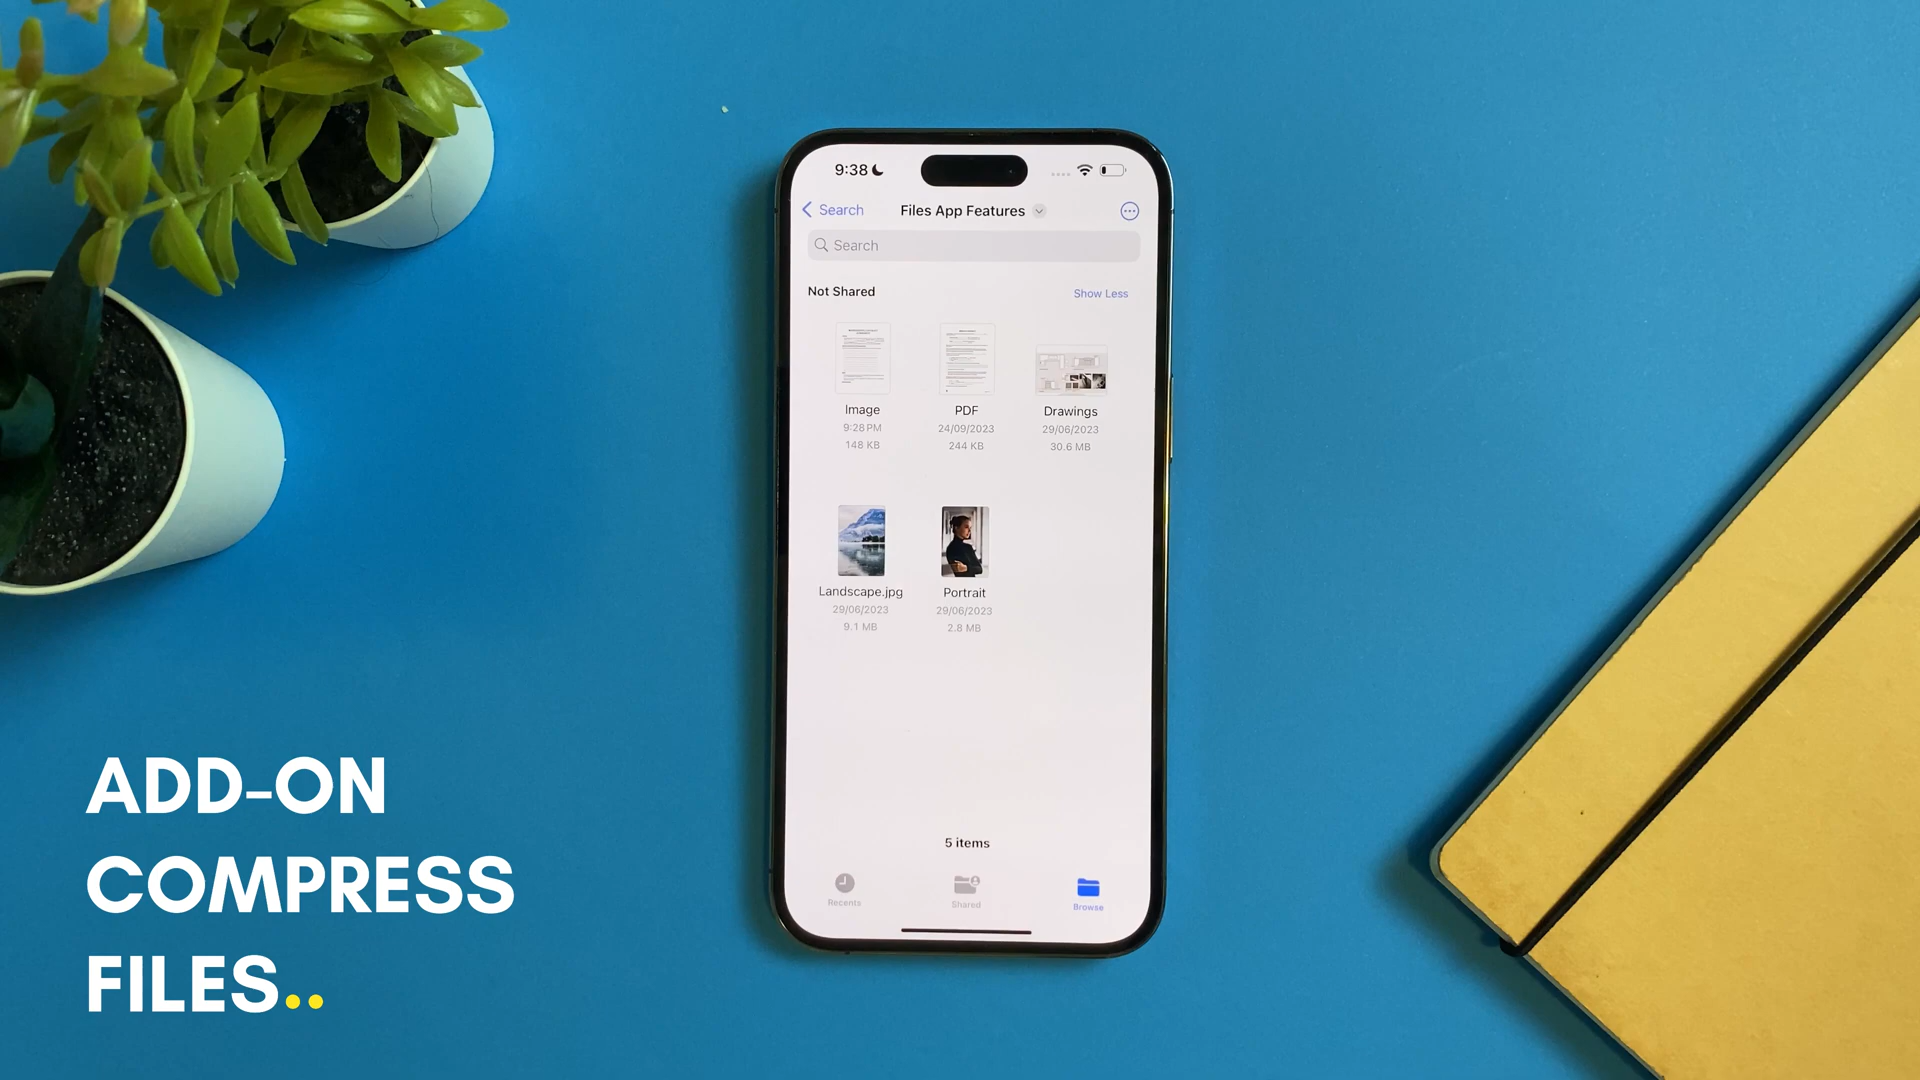 9:38
Search
Files App Features
Search
Not Shared
Show Less
Image
PDF
Drawings
9:28 PM
24/09/2023
29/06/2023
148 KB
244 KB
30.6 MB
Landscape.jpg
Portrait
29/06/2023
29/06/2023
9.1 MB
2.8 MB
5 items
Recents
Shared
Browse
ADD-ON
COMPRESS
FILES..